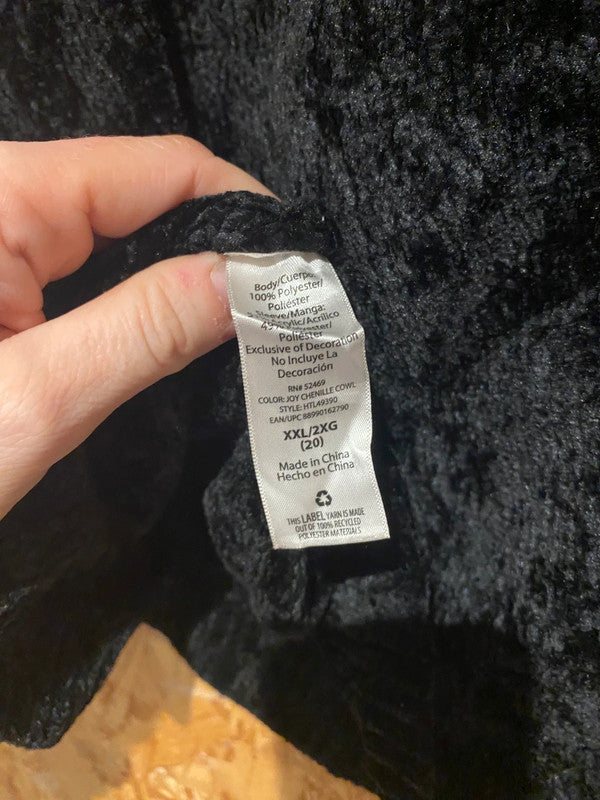 Body/Cuerpo:
100% Polyester/
Poliéster
Sleeve/Manga:
Acrylic/Acrílico
Poliéster
Exclusive of Decoration
No Incluye La
Decoración
RN# 52469
COLOR: JOY CHENILLE COWL
STYLE: HTL49390
EAN/UPC 88990162790
XXL/2XG
(20)
Made in China
Hecho en China
THIS LABEL YARN IS MADE
OUT OF 100% RECYCLED
POLYESTER MATERIALS